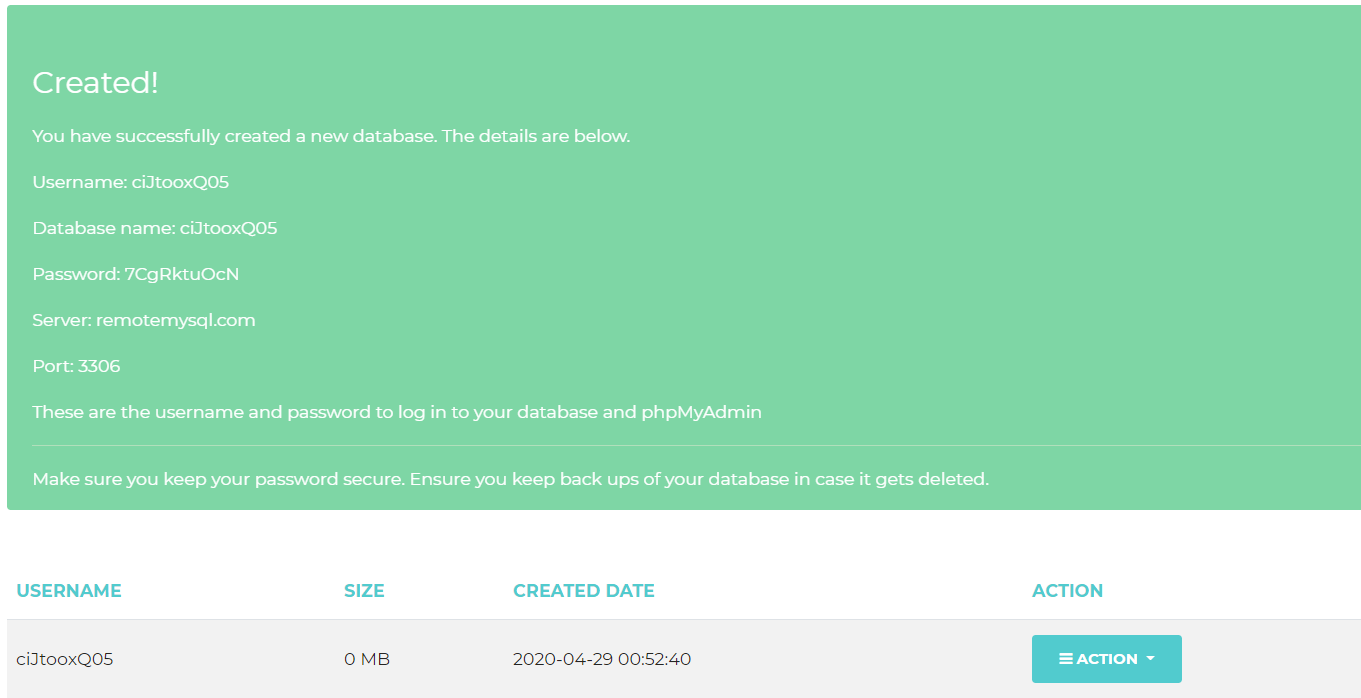 Created!
You have successfully created a new database. The details are below.
Username: ciJtooxQ05
Database name: ciJtooxQ05
Password: 7CgRktuOcN
Server: remotemysql.com
Port: 3306
These are the username and password to log in to your database and phpMyAdmin
Make sure you keep your password secure. Ensure you keep back ups of your database in case it gets deleted.
USERNAME SIZE CREATED DATE ACTION
ciJtooxQ05 0 MB 2020-04-29 00:52:40 ACTION